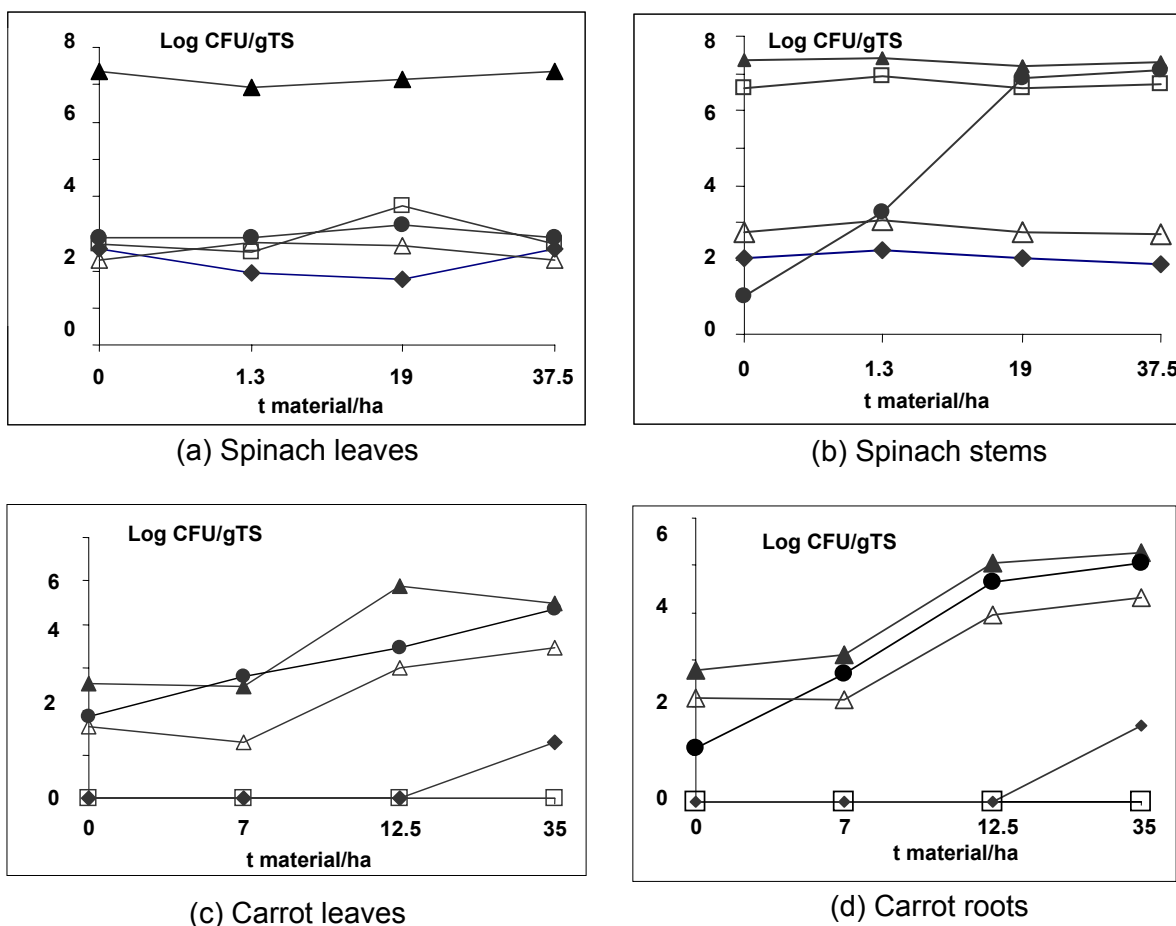 Log CFU/gTS
8
6
4
2
0
0 1.3 19 37.5
t material/ha
(a) Spinach leaves
Log CFU/gTS
8
6
4
2
0
0 1.3 19 37.5
t material/ha
(b) Spinach stems
Log CFU/gTS
6
4
2
0
0 7 12.5 35
t material/ha
(c) Carrot leaves
6
Log CFU/gTS
4
2
0
0 7 12.5 35
t material/ha
(d) Carrot roots